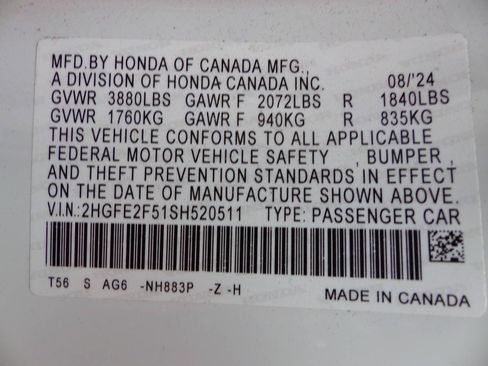 MFD.BY HONDA OF CANADA MFG.,
A DIVISION OF HONDA CANADA INC. 08/'24
GVWR 3880LBS GAWR F 2072LBS R 1840LBS
GVWR 1760KG GAWR F 940KG R 835KG
THIS VEHICLE CONFORMS TO ALL APPLICABLE
FEDERAL MOTOR VEHICLE SAFETY , BUMPER ,
AND THEFT PREVENTION STANDARDS IN EFFECT
ON THE DATE OF MANUFACTURE SHOWN ABOVE.
V.I.N.:2HGFE2F51SH520511 TYPE: PASSENGER CAR
T56 S AG6 -NH883P -Z -H
MADE IN CANADA